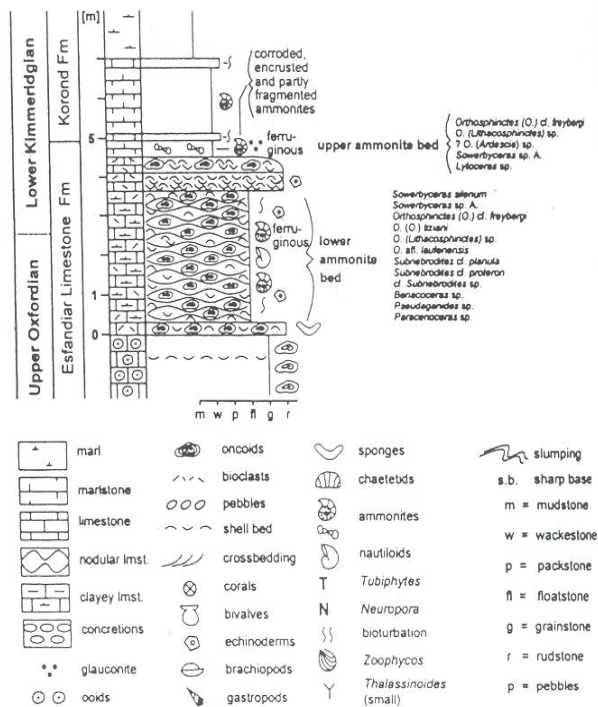 [m]
Lower Kimmeridgian
Korond Fm
Upper Oxfordian
Esfandiar Limestone Fm
5
1
0
corroded,
encrusted
and partly
fragmented
ammonites
ferru-
ginous
upper ammonite bed
Orthosphinctes (O.) cf. freybergi
O. (Lithacosphinctes) sp.
? O. (Ardescia) sp.
Sowerbyceras sp. A.
Lytoceras sp.
ferru-
ginous
lower
ammonite
bed
Sowerbyceras silenum
Sowerbyceras sp. A.
Orthosphinctes (O.) cf. freybergi
O. (O.) tiziani
O. (Lithacosphinctes) sp.
O. aff. laufenensis
Subnebrodites cf. planula
Subnebrodites cf. proteron
cf. Subnebrodites sp.
Benacoceras sp.
Pseudaganides sp.
Paracenoceras sp.
m w p fl g r
marl
marlstone
limestone
nodular lmst.
clayey lmst.
concretions
glauconite
ooids
oncoids
bioclasts
pebbles
shell bed
crossbedding
corals
bivalves
echinoderms
brachiopods
gastropods
sponges
chaetetids
ammonites
nautiloids
T Tubiphytes
N Neuropora
bioturbation
Zoophycos
Thalassinoides
(small)
slumping
s.b. sharp base
m = mudstone
w = wackestone
p = packstone
fl = floatstone
g = grainstone
r = rudstone
p = pebbles